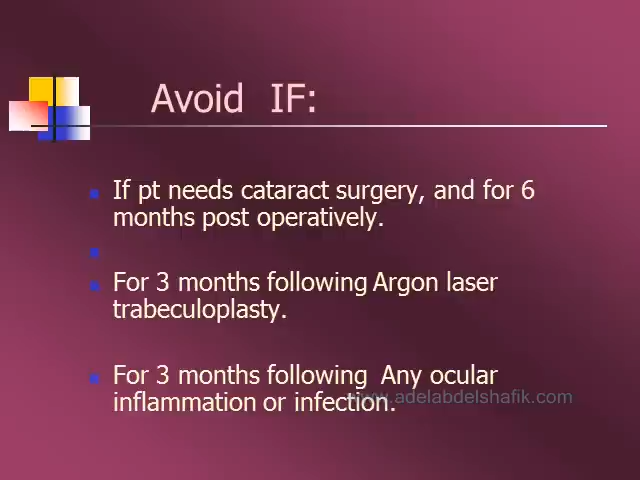 Avoid IF:
If pt needs cataract surgery, and for 6
months post operatively.
For 3 months following Argon laser
trabeculoplasty.
For 3 months following Any ocular
inflammation or infection.
www.adelabdelshafik.com